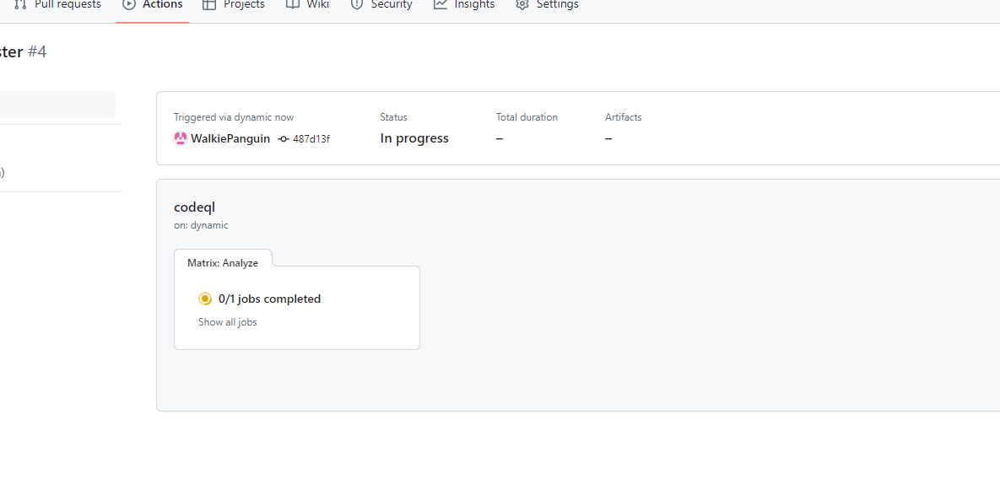 Pull requests Actions Projects Wiki Security Insights Settings
ster #4
Triggered via dynamic now Status Total duration Artifacts
WalkiePanguin 487d13f In progress – –
)
codeql
on: dynamic
Matrix: Analyze
0/1 jobs completed
Show all jobs